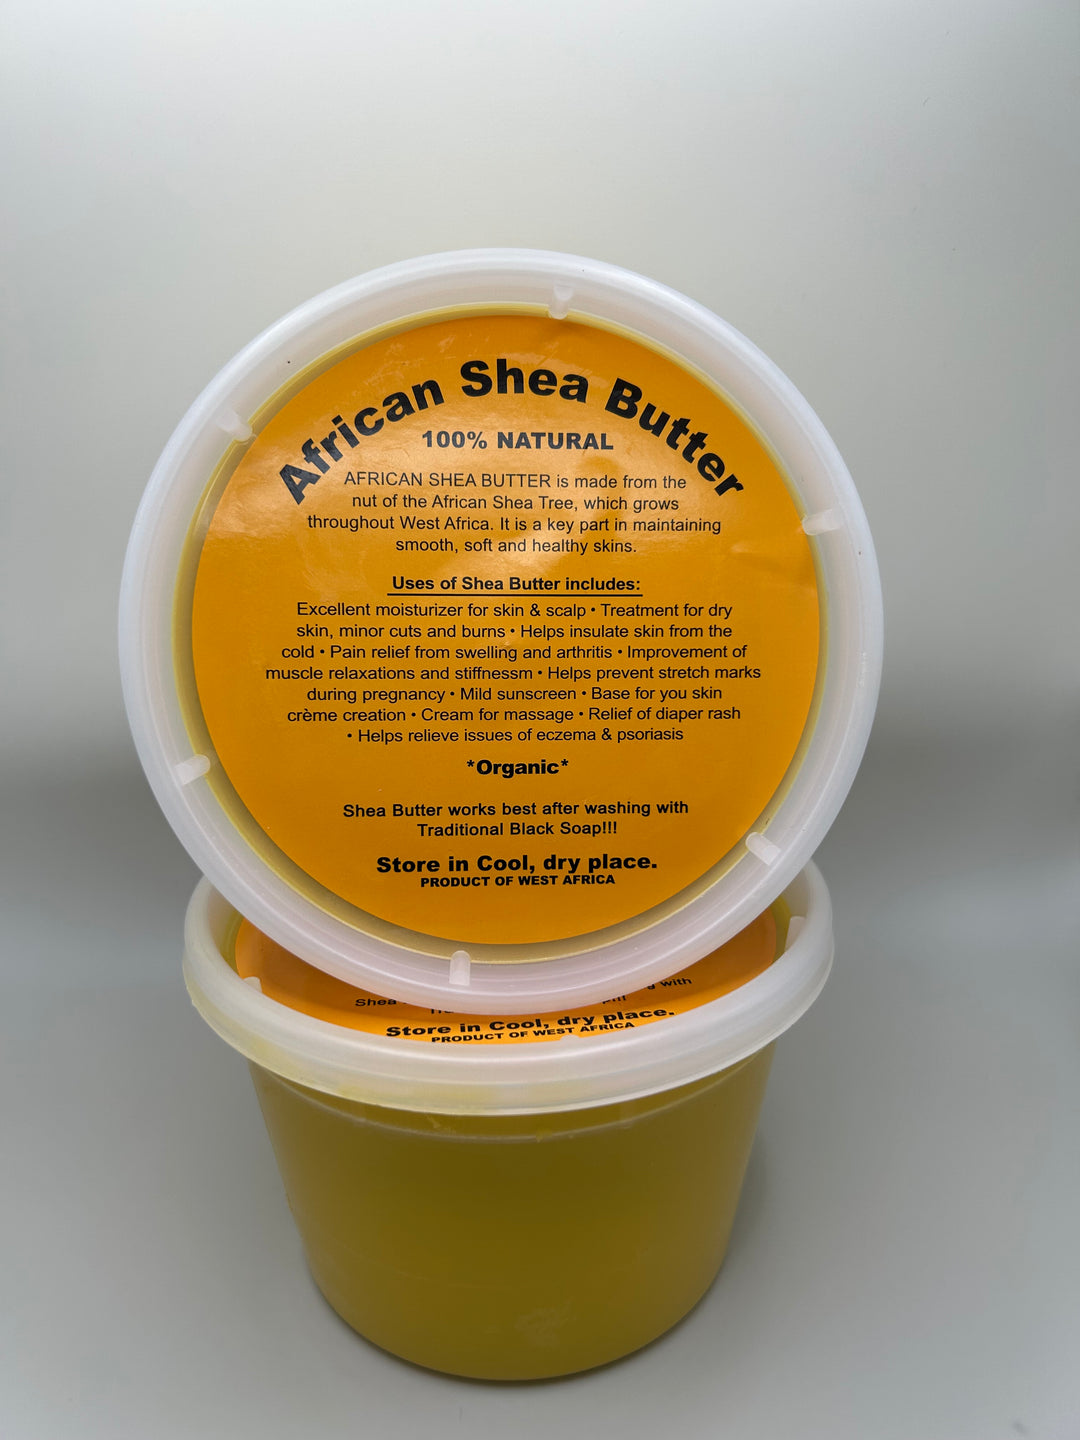 African Shea Butter
100% NATURAL
AFRICAN SHEA BUTTER is made from the
nut of the African Shea Tree, which grows
throughout West Africa. It is a key part in maintaining
smooth, soft and healthy skins.
Uses of Shea Butter includes:
Excellent moisturizer for skin & scalp • Treatment for dry
skin, minor cuts and burns • Helps insulate skin from the
cold • Pain relief from swelling and arthritis • Improvement of
muscle relaxations and stiffnessm • Helps prevent stretch marks
during pregnancy • Mild sunscreen • Base for you skin
crème creation • Cream for massage • Relief of diaper rash
• Helps relieve issues of eczema & psoriasis
*Organic*
Shea Butter works best after washing with
Traditional Black Soap!!!
Store in Cool, dry place.
PRODUCT OF WEST AFRICA
Shea with
Store in Cool, dry place.
PRODUCT OF WEST AFRICA